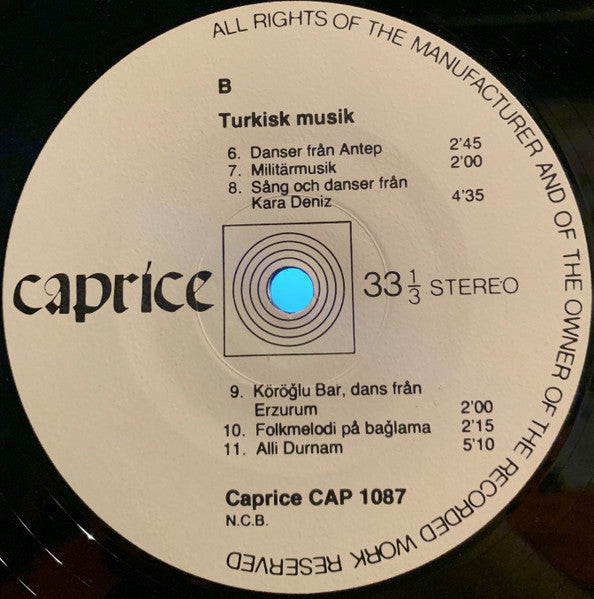 ALL RIGHTS OF THE MANUFACTURER AND OF THE OWNER OF THE RECORDED WORK RESERVED
B
Turkisk musik
6. Danser från Antep 2'45
7. Militärmusik 2'00
8. Sång och danser från
Kara Deniz 4'35
caprice
33 1/3 STEREO
9. Köröğlu Bar, dans från
Erzurum 2'00
10. Folkmelodi på bağlama 2'15
11. Alli Durnam 5'10
Caprice CAP 1087
N.C.B.